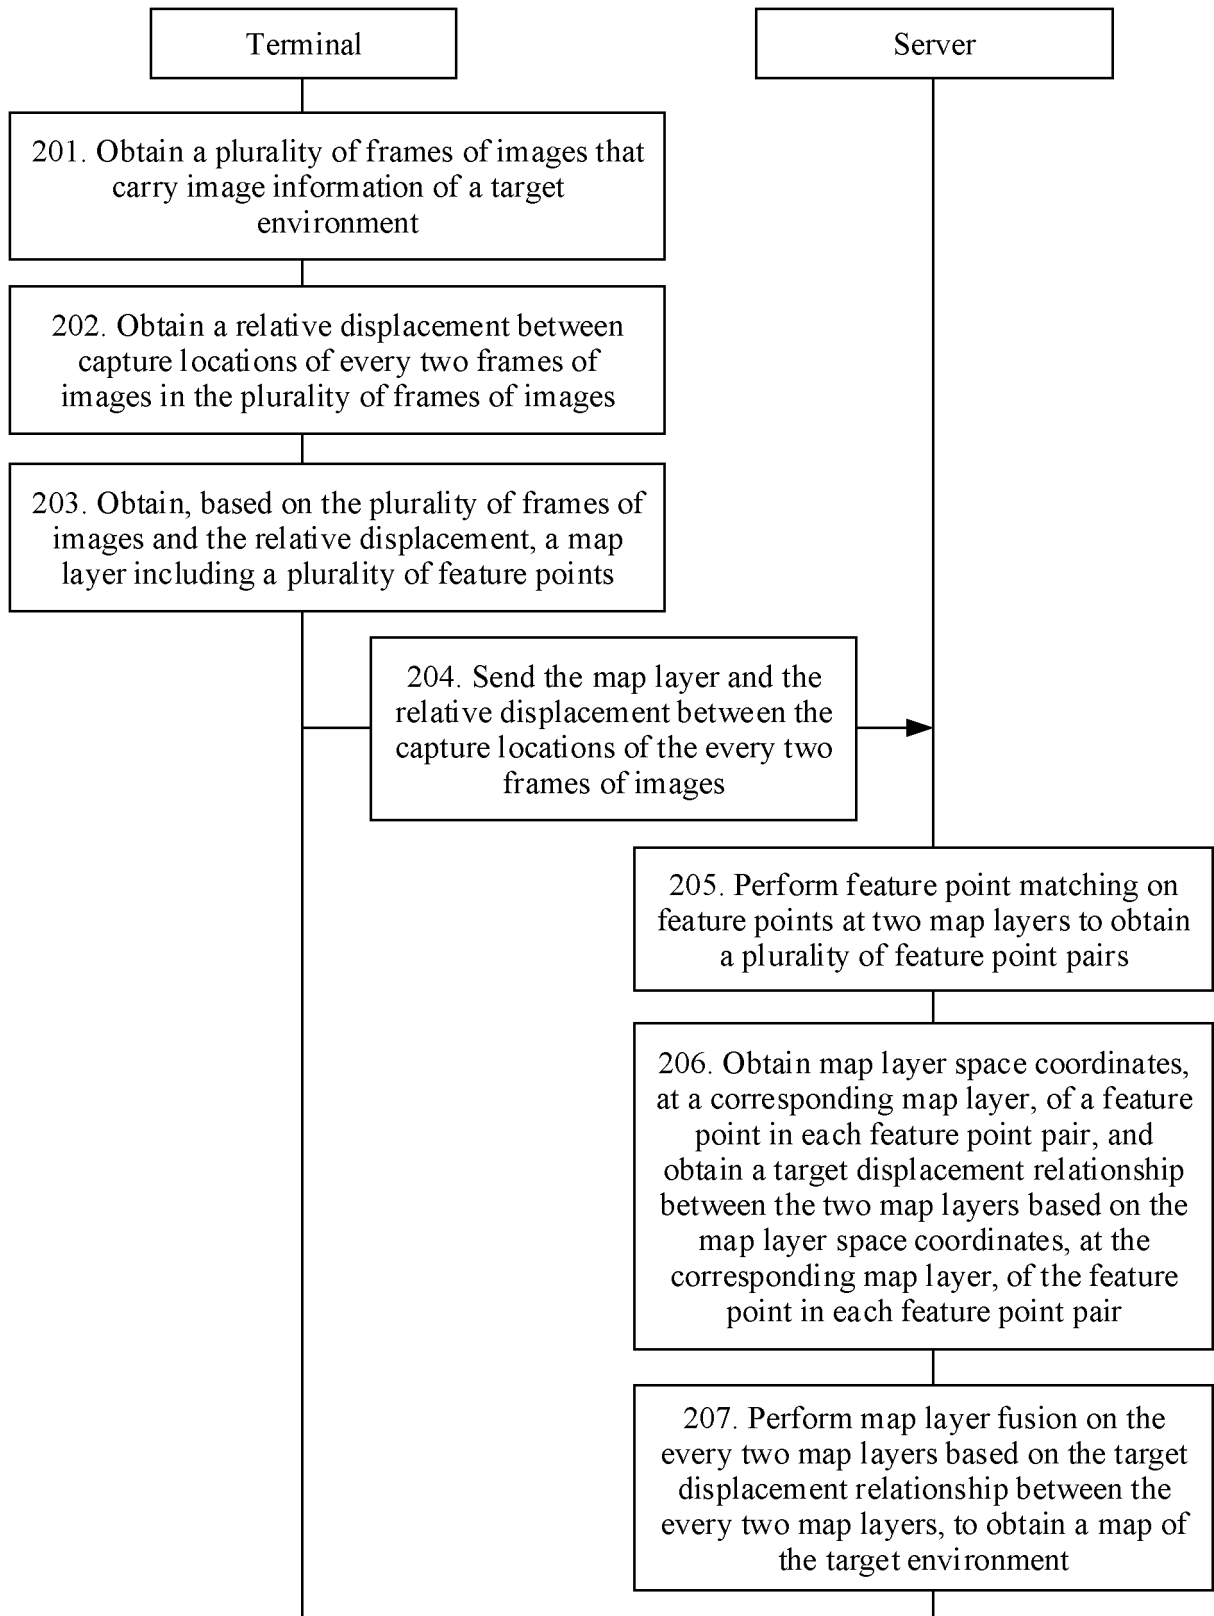 Terminal
Server
201. Obtain a plurality of frames of images that
carry image information of a target
environment
202. Obtain a relative displacement between
capture locations of every two frames of
images in the plurality of frames of images
203. Obtain, based on the plurality of frames of
images and the relative displacement, a map
layer including a plurality of feature points
204. Send the map layer and the
relative displacement between the
capture locations of the every two
frames of images
205. Perform feature point matching on
feature points at two map layers to obtain
a plurality of feature point pairs
206. Obtain map layer space coordinates,
at a corresponding map layer, of a feature
point in each feature point pair, and
obtain a target displacement relationship
between the two map layers based on the
map layer space coordinates, at the
corresponding map layer, of the feature
point in each feature point pair
207. Perform map layer fusion on the
every two map layers based on the target
displacement relationship between the
every two map layers, to obtain a map of
the target environment